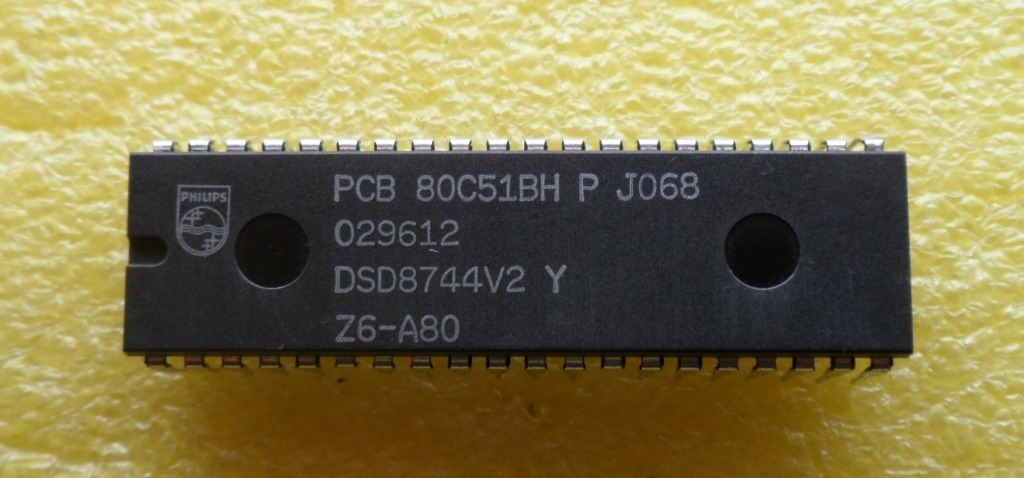 PHILIPS
PCB 80C51BH P J068
029612
DSD8744V2 Y
Z6-A80